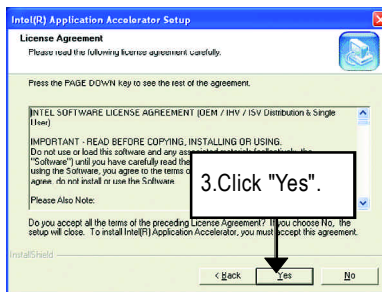 Intel(R) Application Accelerator Setup
License Agreement
Please read the following license agreement carefully.
Press the PAGE DOWN key to see the rest of the agreement.
INTEL SOFTWARE LICENSE AGREEMENT (OEM / IHV / ISV Distribution & Single
User)
IMPORTANT - READ BEFORE COPYING, INSTALLING OR USING.
Do not use or load this software and any associated materials (collectively, the
"Software") until you have carefully read the
using the Software, you agree to the terms o
agree, do not install or use the Software.
Please Also Note:
3.Click "Yes".
Do you accept all the terms of the preceding License Agreement? If you choose No, the
setup will close. To install Intel(R) Application Accelerator, you must accept this agreement.
InstallShield
< Back
Yes
No